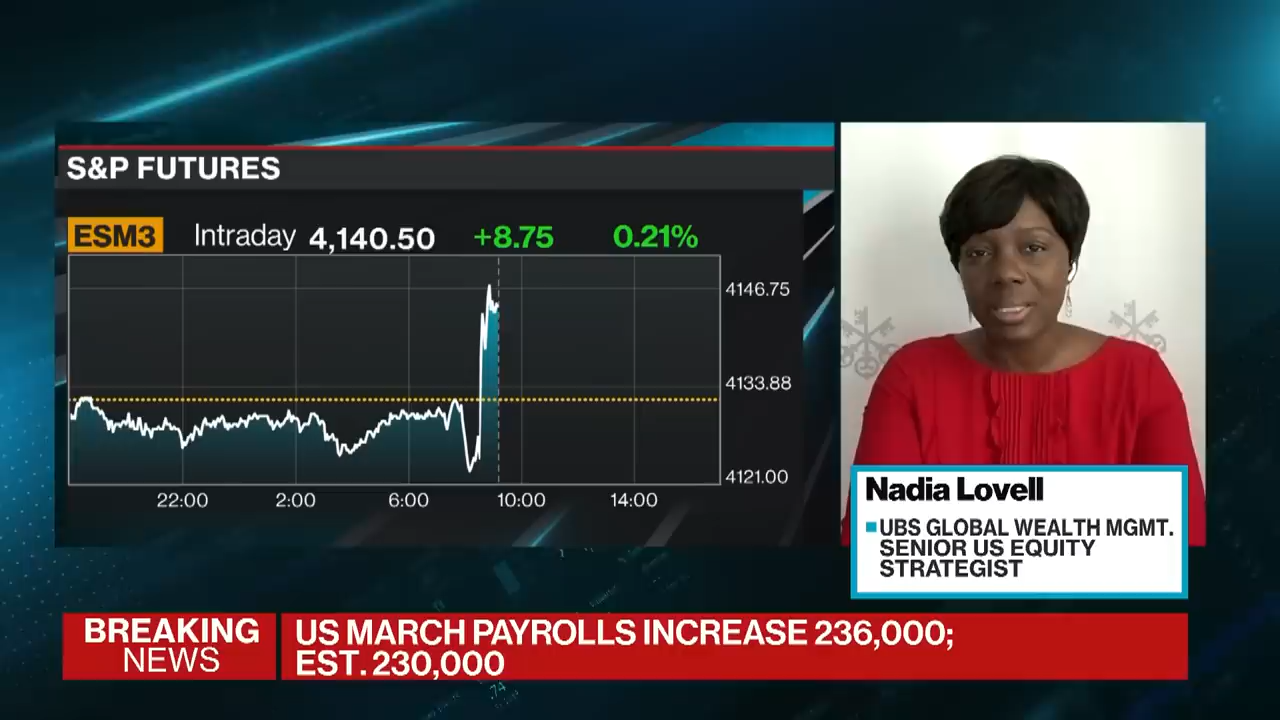 S&P FUTURES
ESM3 Intraday 4,140.50 +8.75 0.21%
4146.75
4133.88
4121.00
22:00 2:00 6:00 10:00 14:00
Nadia Lovell
UBS GLOBAL WEALTH MGMT.
SENIOR US EQUITY
STRATEGIST
BREAKING
NEWS
US MARCH PAYROLLS INCREASE 236,000;
EST. 230,000
.74